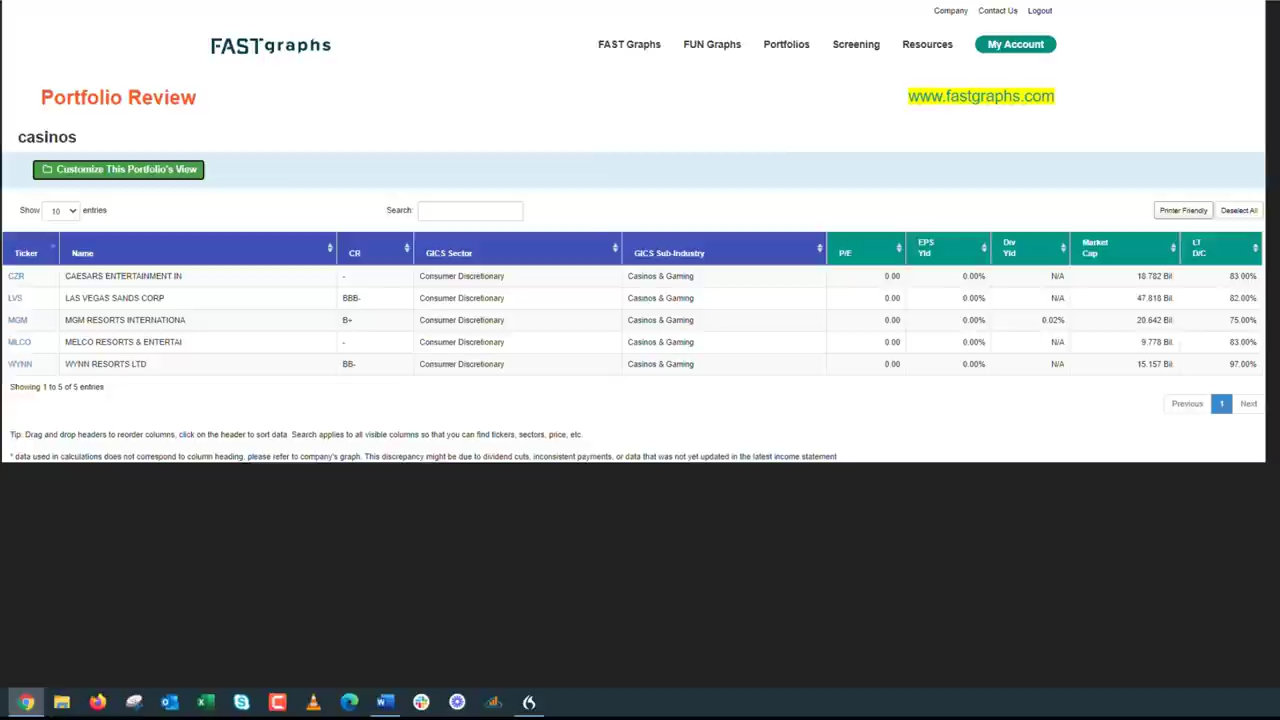 Company Contact Us Logout
FASTgraphs FAST Graphs FUN Graphs Portfolios Screening Resources My Account
Portfolio Review www.fastgraphs.com
casinos
Customize This Portfolio's View
Show 10 entries Search: Printer Friendly Deselect All
Ticker Name CR GICS Sector GICS Sub-Industry P/E EPS Yld Div Yld Market Cap LT D/C
CZR CAESARS ENTERTAINMENT IN - Consumer Discretionary Casinos & Gaming 0.00 0.00% N/A 18.782 Bil. 83.00%
LVS LAS VEGAS SANDS CORP BBB- Consumer Discretionary Casinos & Gaming 0.00 0.00% N/A 47.818 Bil. 82.00%
MGM MGM RESORTS INTERNATIONA B+ Consumer Discretionary Casinos & Gaming 0.00 0.00% 0.02% 20.642 Bil. 75.00%
MLCO MELCO RESORTS & ENTERTAI - Consumer Discretionary Casinos & Gaming 0.00 0.00% N/A 9.778 Bil. 83.00%
WYNN WYNN RESORTS LTD BB- Consumer Discretionary Casinos & Gaming 0.00 0.00% N/A 15.157 Bil. 97.00%
Showing 1 to 5 of 5 entries
Previous 1 Next
Tip: Drag and drop headers to reorder columns, click on the header to sort data. Search applies to all visible columns so that you can find tickers, sectors, price, etc.
* data used in calculations does not correspond to column heading, please refer to company's graph. This discrepancy might be due to dividend cuts, inconsistent payments, or data that was not yet updated in the latest income statement